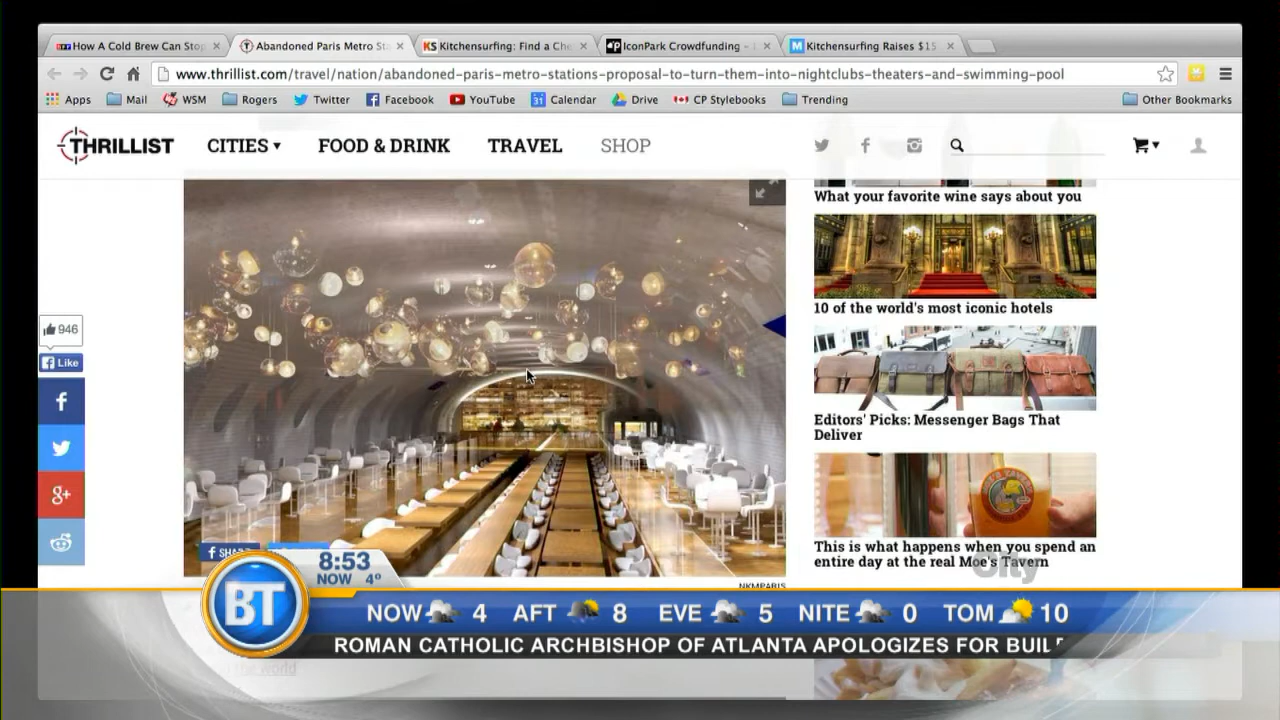 How A Cold Brew Can Stop
Abandoned Paris Metro Sta
KS Kitchensurfing: Find a Che
IconPark Crowdfunding -
M Kitchensurfing Raises $15
www.thrillist.com/travel/nation/abandoned-paris-metro-stations-proposal-to-turn-them-into-nightclubs-theaters-and-swimming-pool
Apps Mail WSM Rogers Twitter Facebook YouTube 31 Calendar Drive CP Stylebooks Trending Other Bookmarks
THRILLIST CITIES FOOD & DRINK TRAVEL SHOP
What your favorite wine says about you
10 of the world's most iconic hotels
946
Like
Editors' Picks: Messenger Bags That
Deliver
g+
This is what happens when you spend an
entire day at the real Moe's Tavern
City
f SHARE
NKMPARIS
BT
8:53
NOW 4°
NOW 4 AFT 8 EVE 5 NITE 0 TOM 10
ROMAN CATHOLIC ARCHBISHOP OF ATLANTA APOLOGIZES FOR BUIL
the world